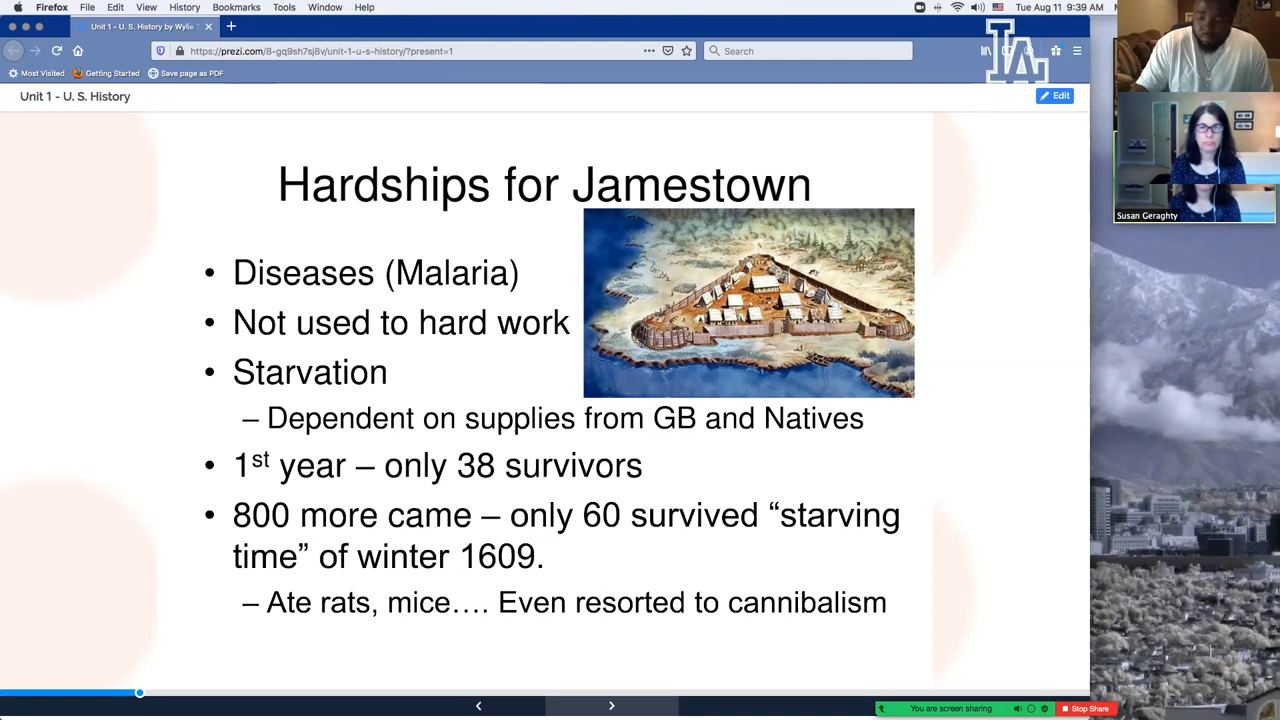 Firefox File Edit View History Bookmarks Tools Window Help
Tue Aug 11 9:39 AM
Unit 1 - U. S. History by Wylie
https://prezi.com/8-gq9sh7sj8v/unit-1-u-s-history/?present=1
Search
Most Visited Getting Started Save page as PDF
LA
Unit 1 - U. S. History
Edit
Hardships for Jamestown
• Diseases (Malaria)
• Not used to hard work
• Starvation
– Dependent on supplies from GB and Natives
• 1st year – only 38 survivors
• 800 more came – only 60 survived “starving
time” of winter 1609.
– Ate rats, mice…. Even resorted to cannibalism
Susan Geraghty
You are screen sharing
Stop Share